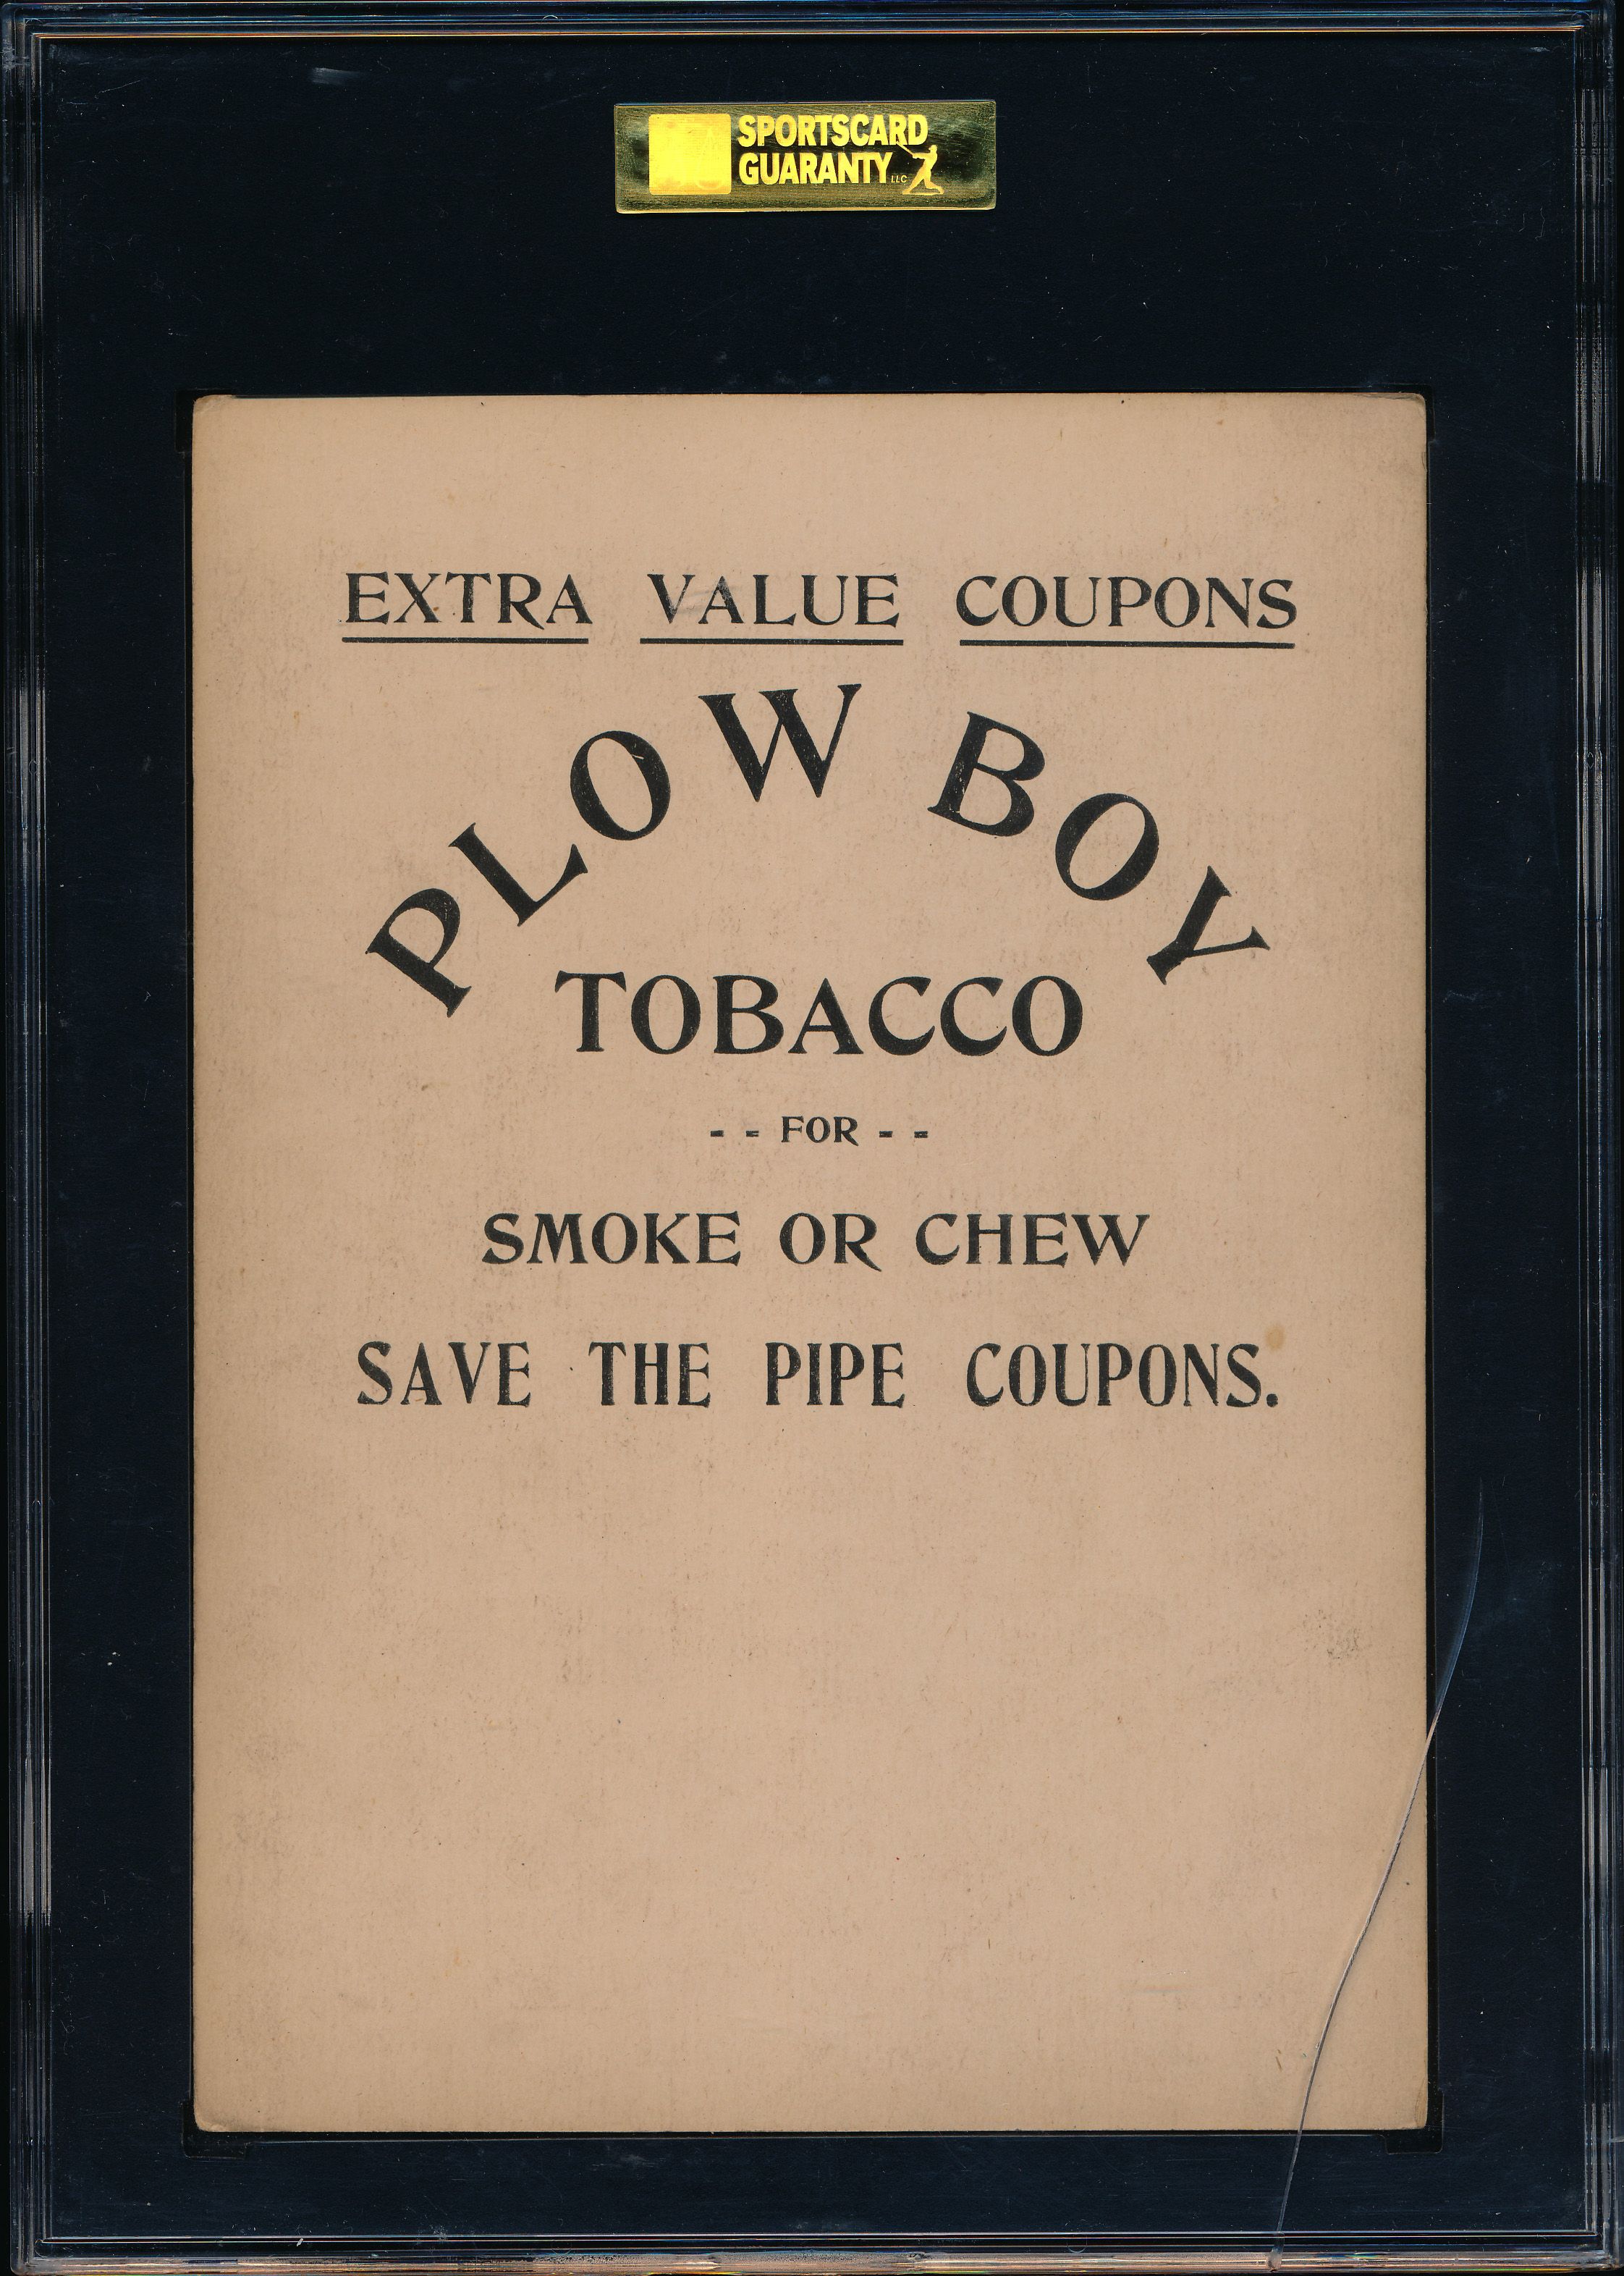 SPORTSCARD
GUARANTY LLC
EXTRA VALUE COUPONS
PLOW BOY
TOBACCO
- - FOR - -
SMOKE OR CHEW
SAVE THE PIPE COUPONS.